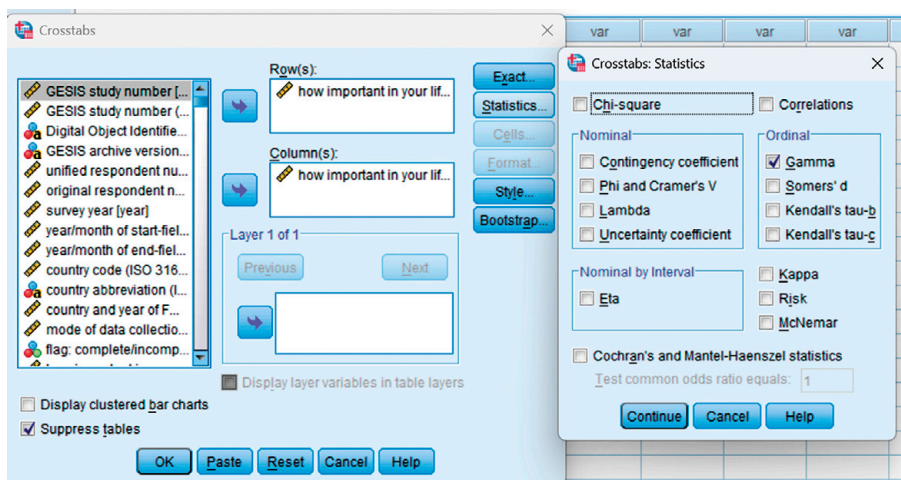 Crosstabs
GESIS study number [...
GESIS study number (...
Digital Object Identifie...
GESIS archive version...
unified respondent nu...
original respondent n...
survey year [year]
year/month of start-fiel...
year/month of end-fiel...
country code (ISO 316...
country abbreviation (I...
country and year of F...
mode of data collectio...
flag: complete/incomp...
Row(s):
how important in your lif...
Column(s):
how important in your lif...
Layer 1 of 1
Previous
Next
Display layer variables in table layers
Exact...
Statistics...
Cells...
Format...
Style...
Bootstrap...
Display clustered bar charts
Suppress tables
OK
Paste
Reset
Cancel
Help
var
var
var
var
Crosstabs: Statistics
Chi-square
Correlations
Nominal
Contingency coefficient
Phi and Cramer's V
Lambda
Uncertainty coefficient
Ordinal
Gamma
Somers' d
Kendall's tau-b
Kendall's tau-c
Nominal by Interval
Eta
Kappa
Risk
McNemar
Cochran's and Mantel-Haenszel statistics
Test common odds ratio equals: 1
Continue
Cancel
Help